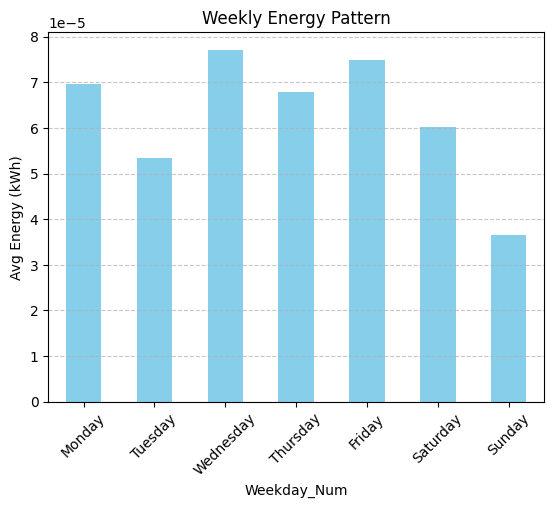 Weekly Energy Pattern
1e−5
8
7
6
5
4
3
2
1
0
Avg Energy (kWh)
Monday
Tuesday
Wednesday
Thursday
Friday
Saturday
Sunday
Weekday_Num